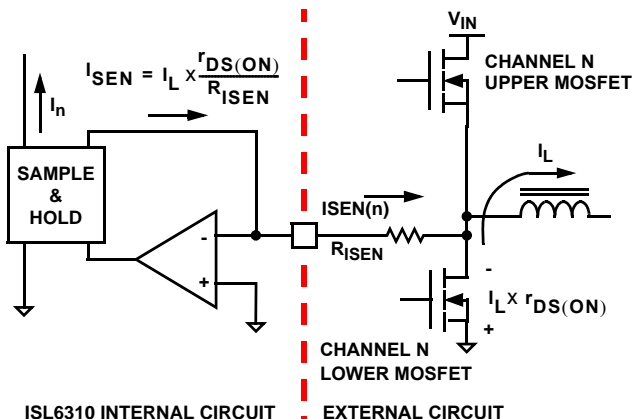 I_SEN = I_L x r_DS(ON) / R_ISEN
I_n
SAMPLE
&
HOLD
-
+
ISEN(n)
R_ISEN
V_IN
CHANNEL N
UPPER MOSFET
I_L
-
I_L x r_DS(ON)
+
CHANNEL N
LOWER MOSFET
ISL6310 INTERNAL CIRCUIT
EXTERNAL CIRCUIT